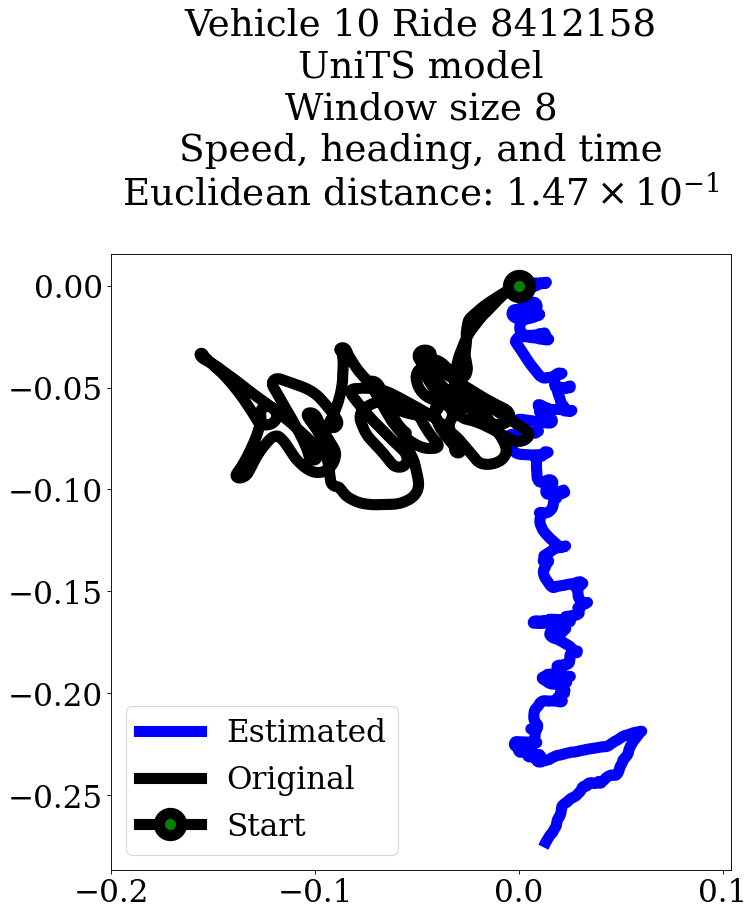 Vehicle 10 Ride 8412158
UniTS model
Window size 8
Speed, heading, and time
Euclidean distance: $1.47 \times 10^{-1}$
0.00
−0.05
−0.10
−0.15
−0.20
−0.25
Estimated
Original
Start
−0.2
−0.1
0.0
0.1